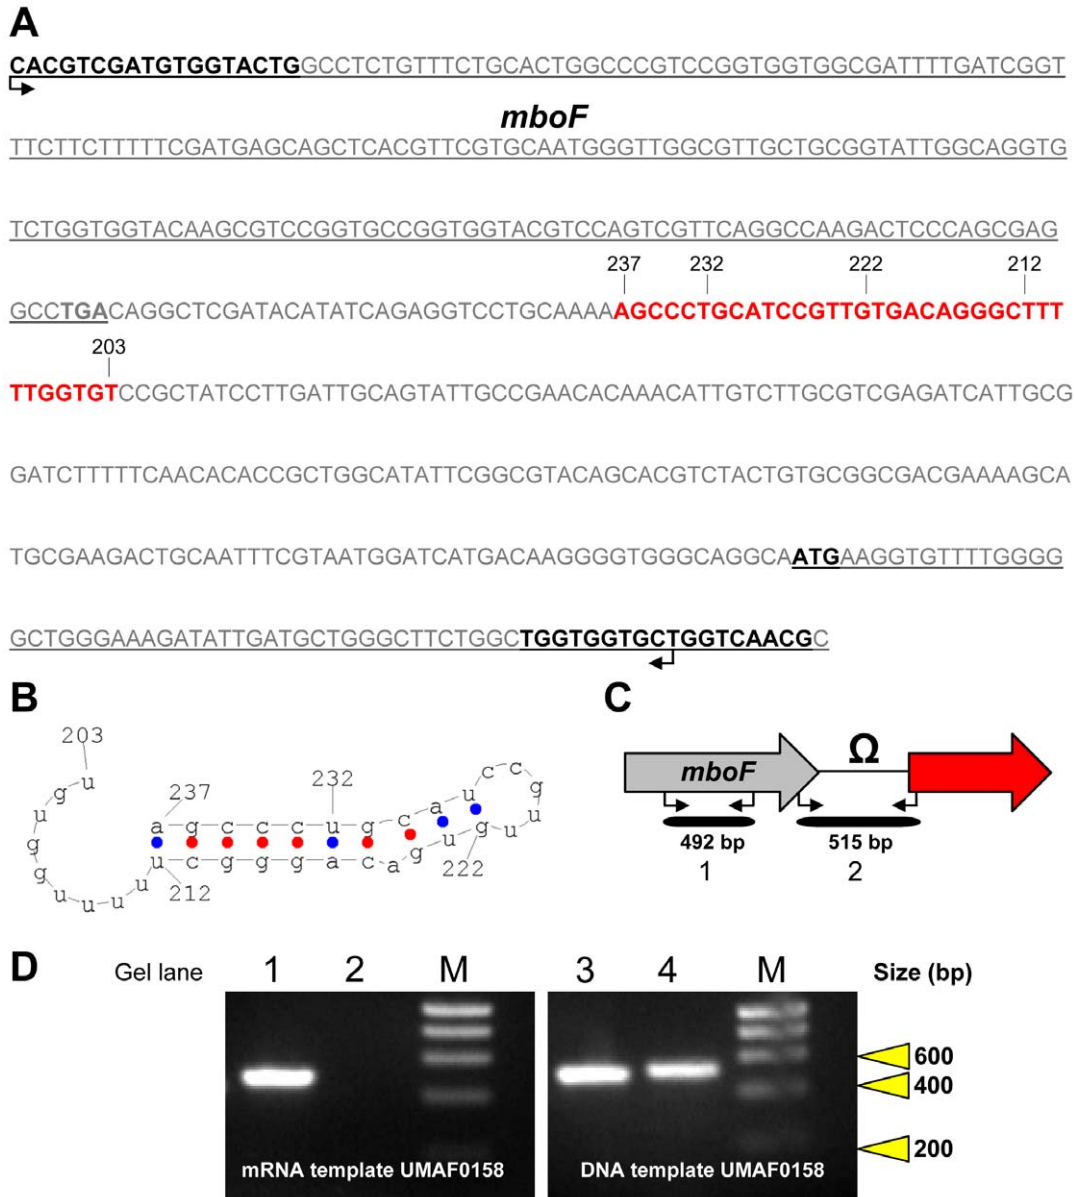 A
CACGTCGATGTGGTACTGGCCTCTGTTTCTGCACTGGCCCGTCCGGTGGTGGCGATTTTGATCGGT
mboF
TTCTTCTTTTTCGATGAGCAGCTCACGTTCGTGCAATGGGTTGGCGTTGCTGCGGTATTGGCAGGTG
TCTGGTGGTACAAGCGTCCGGTGCCGGTGGTACGTCCAGTCGTTCAGGCCAAGACTCCCAGCGAG
237 232 222 212
GCCTGACAGGCTCGATACATATCAGAGGTCCTGCAAAAAGCCCTGCATCCGTTGTGACAGGGCTTT
203
TTGGTGTCCGCTATCCTTGATTGCAGTATTGCCGAACACAAACATTGTCTTGCGTCGAGATCATTGCG
GATCTTTTTCAACACACCGCTGGCATATTCGGCGTACAGCACGTCTACTGTGCGGCGACGAAAAGCA
TGCGAAGACTGCAATTTCGTAATGGATCATGACAAGGGGTGGGCAGGCAATGAAGGTGTTTTGGGG
GCTGGGAAAGATATTGATGCTGGGCTTCTGGCTGGTGGTGCTGGTCAACGC
B
203
237
232
a g c c c u g c a u c c g u u g u g a c a g g g c u u u u u g g u g u
222
212
C
Ω
mboF
492 bp
515 bp
1
2
D
Gel lane 1 2 M 3 4 M Size (bp)
600
400
200
mRNA template UMAF0158
DNA template UMAF0158